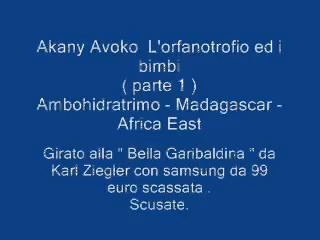 Akany Avoko L'orfanotrofio ed i
bimbi
( parte 1 )
Ambohidratrimo - Madagascar -
Africa East
Girato alla " Bella Garibaldina " da
Karl Ziegler con samsung da 99
euro scassata .
Scusate.